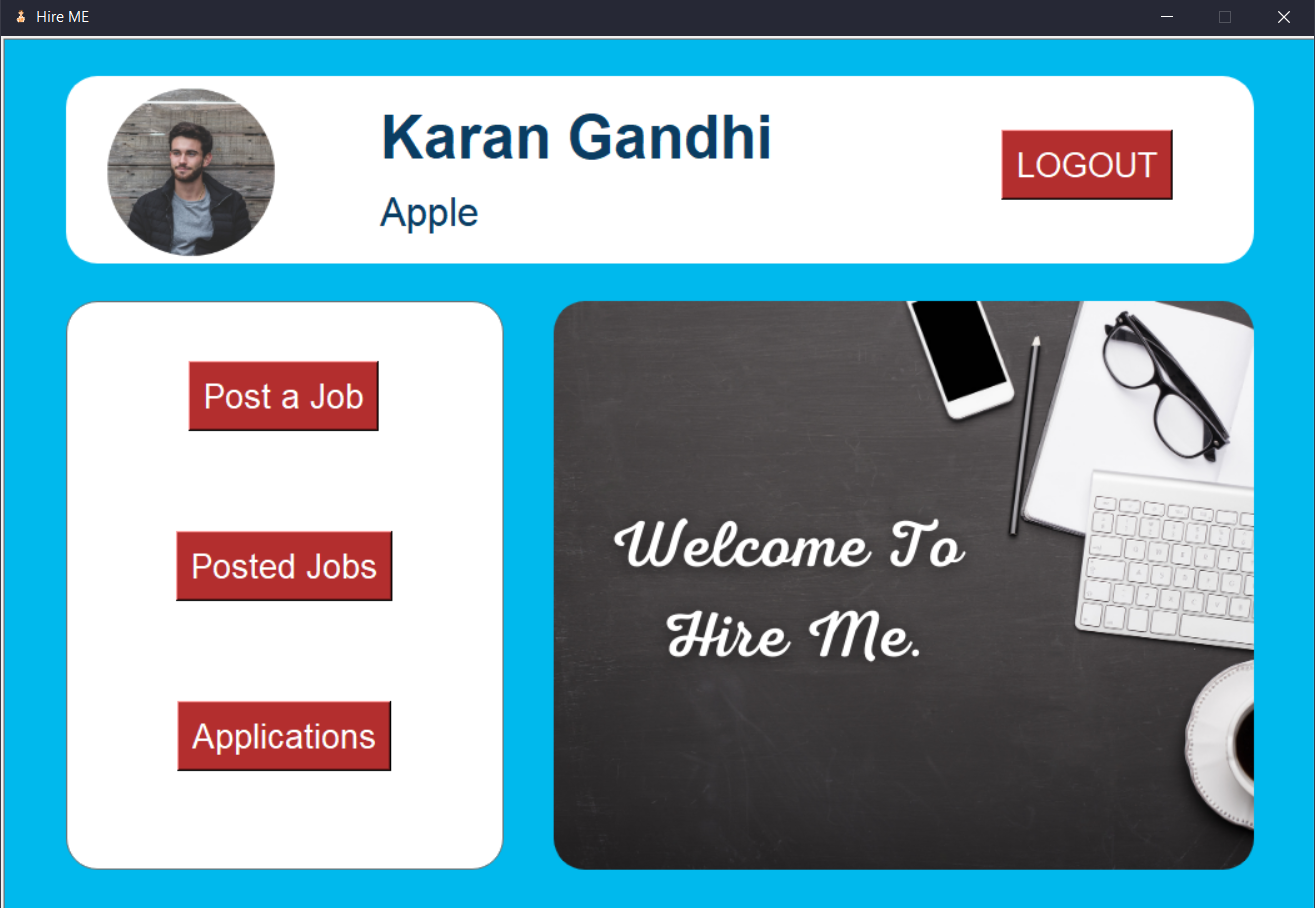 Hire ME
Karan Gandhi
Apple
LOGOUT
Post a Job
Posted Jobs
Applications
Welcome To
Hire Me.